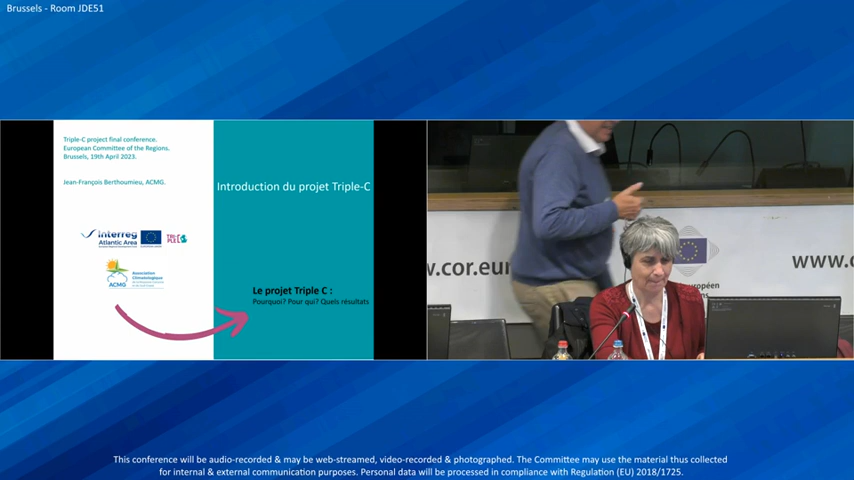 Brussels - Room JDE51
Triple-C project final conference.
European Committee of the Regions.
Brussels, 19th April 2023.
Jean-François Berthoumieu, ACMG.
Introduction du projet Triple-C
Interreg
Atlantic Area
ACMG
Association
Climatologique
Le projet Triple C :
Pourquoi? Pour qui? Quels résultats
w.cor.eur
www.c
This conference will be audio-recorded & may be web-streamed, video-recorded & photographed. The Committee may use the material thus collected
for internal & external communication purposes. Personal data will be processed in compliance with Regulation (EU) 2018/1725.